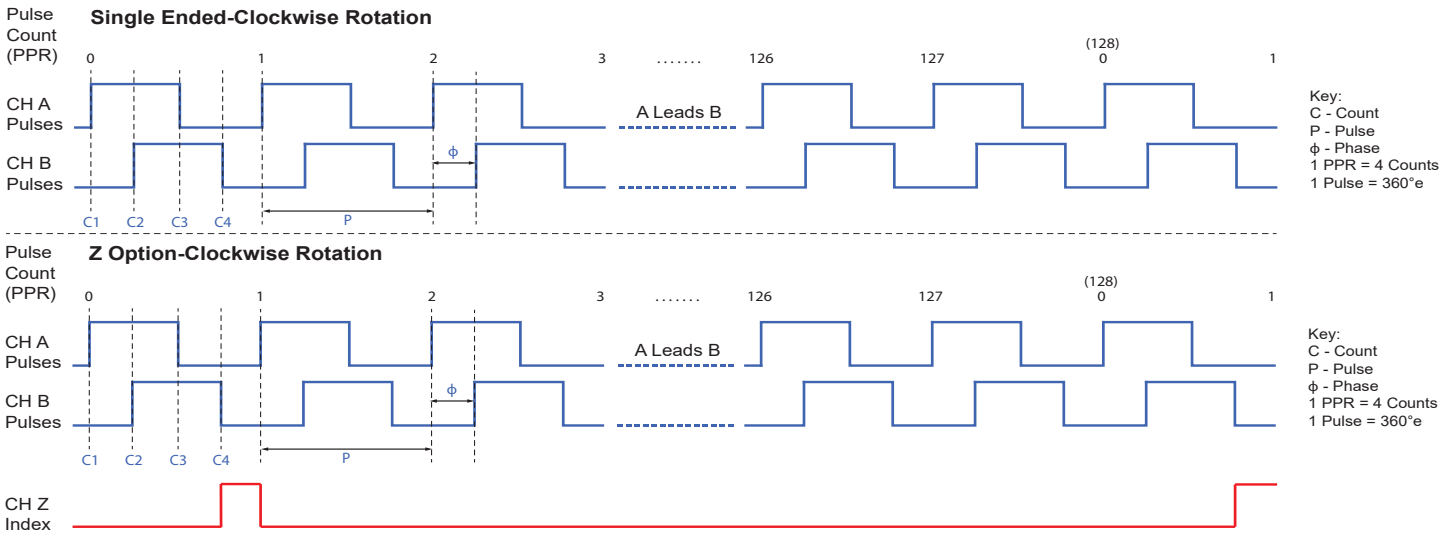 Pulse
Count
(PPR)
Single Ended-Clockwise Rotation
0 1 2 3 ....... 126 127 (128) 0 1
CH A
Pulses
A Leads B
CH B
Pulses
ϕ
C1 C2 C3 C4 P
Key:
C - Count
P - Pulse
ϕ - Phase
1 PPR = 4 Counts
1 Pulse = 360°e
Pulse
Count
(PPR)
Z Option-Clockwise Rotation
0 1 2 3 ....... 126 127 (128) 0 1
CH A
Pulses
A Leads B
CH B
Pulses
ϕ
C1 C2 C3 C4 P
Key:
C - Count
P - Pulse
ϕ - Phase
1 PPR = 4 Counts
1 Pulse = 360°e
CH Z
Index